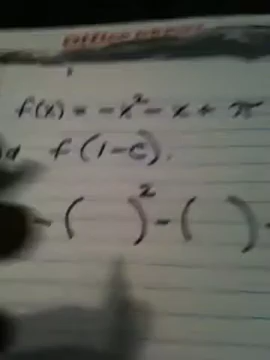 f(x) = -x² - x + π
f(1-c).
-( )² - ( )